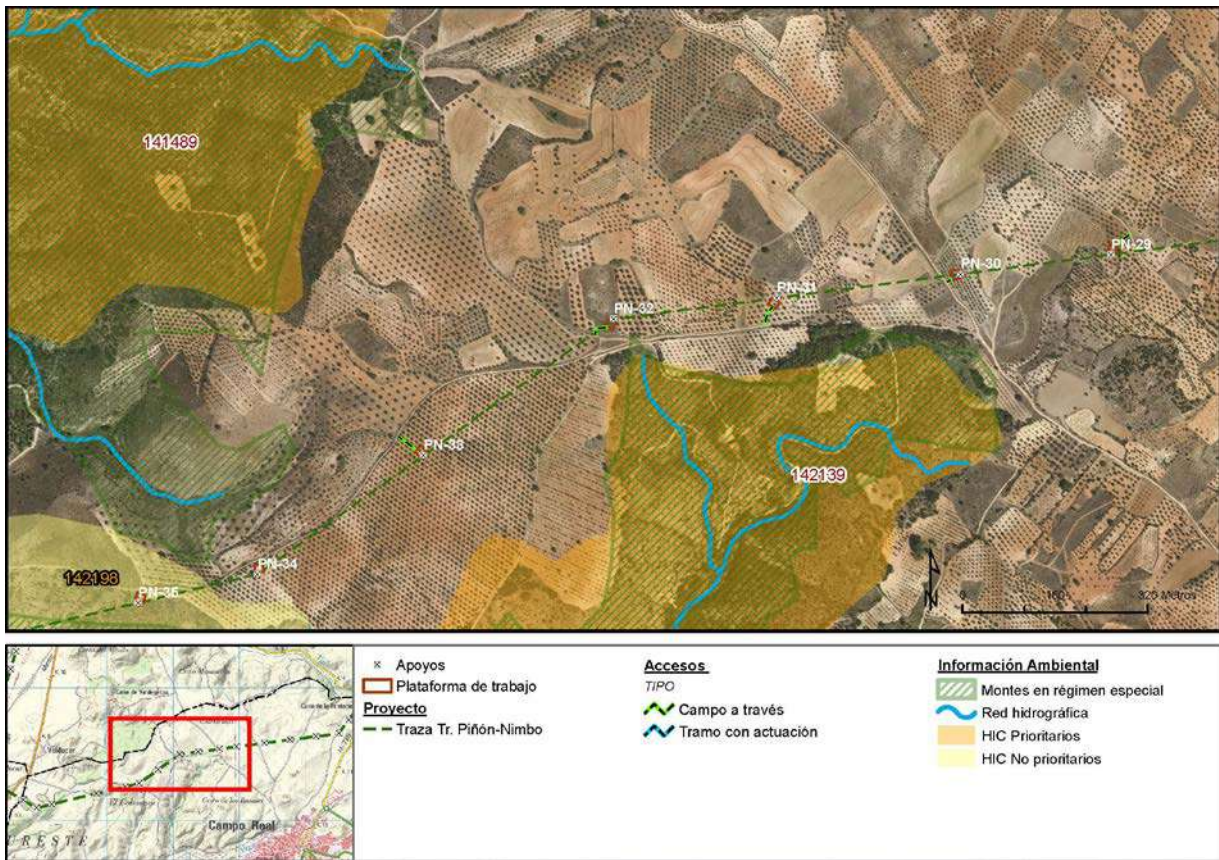 141489
PN-29
PN-30
PN-31
PN-32
PN-33
142139
PN-34
142198
PN-35
N
0 160 320 Metros
Campo Real
Apoyos
Plataforma de trabajo
Proyecto
Traza Tr. Piñón-Nimbo
Accesos
TIPO
Campo a través
Tramo con actuación
Información Ambiental
Montes en régimen especial
Red hidrográfica
HIC Prioritarios
HIC No prioritarios